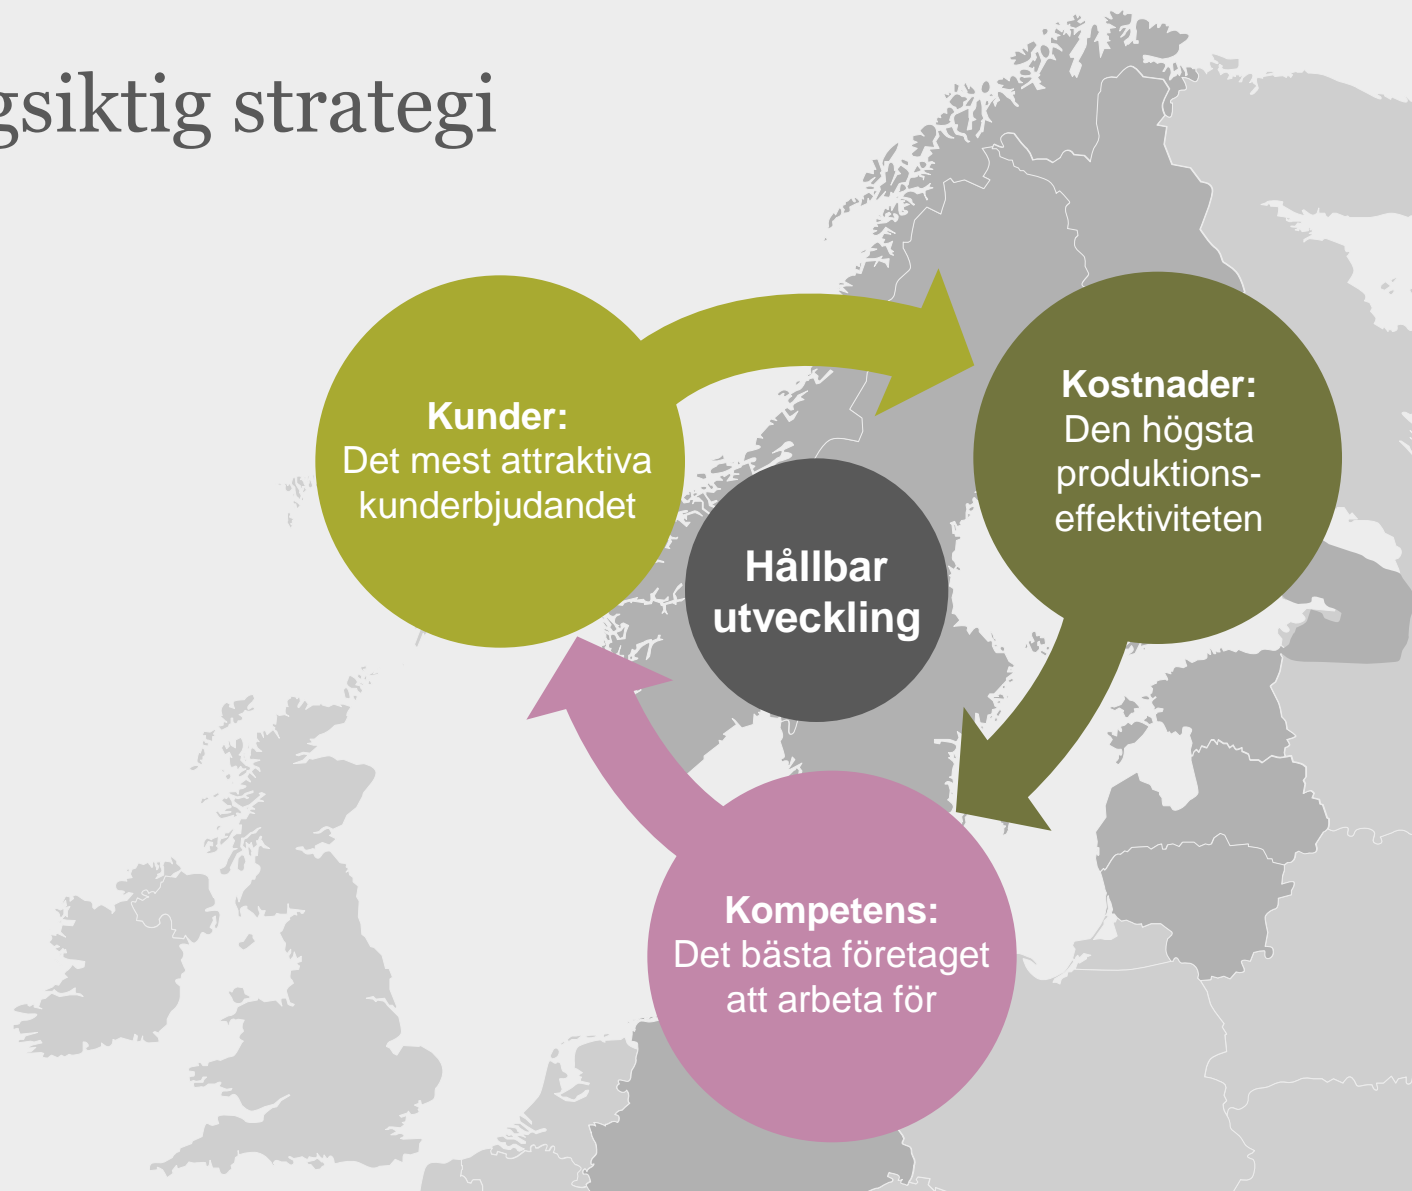 gsiktig strategi
Kunder:
Det mest attraktiva
kunderbjudandet
Kostnader:
Den högsta
produktions-
effektiviteten
Hållbar
utveckling
Kompetens:
Det bästa företaget
att arbeta för